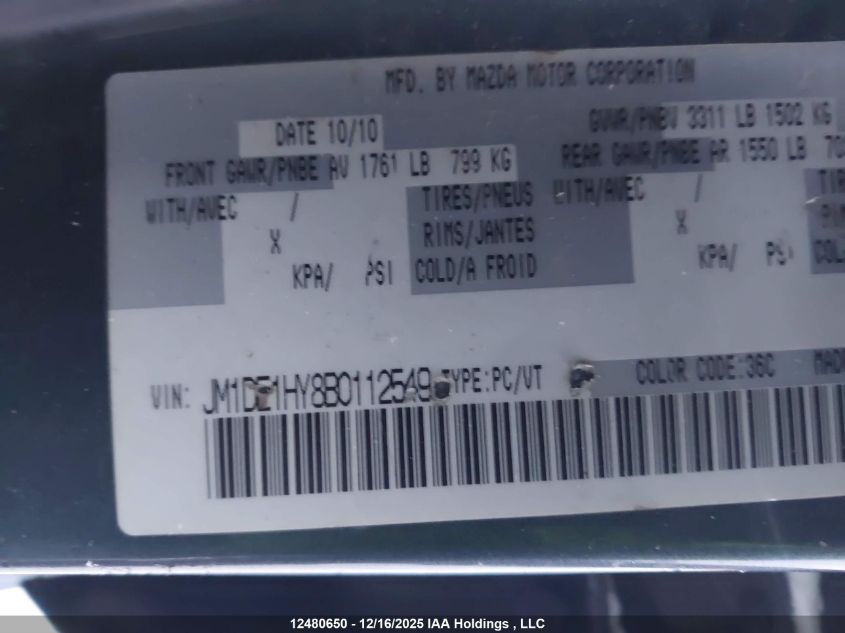 MFD. BY MAZDA MOTOR CORPORATION
DATE 10/10 GVWR/PNBV 3311 LB 1502 KG
FRONT GAWR/PNBE AV 1761 LB 799 KG REAR GAWR/PNBE AR 1550 LB
WITH/AVEC / TIRES/PNEUS WITH/AVEC /
X RIMS/JANTES X
KPA/ PSI COLD/A FROID KPA/ PSI
VIN: JM1DE1HY8B0112549 TYPE:PC/VT COLOR CODE:36C
12480650 - 12/16/2025 IAA Holdings , LLC